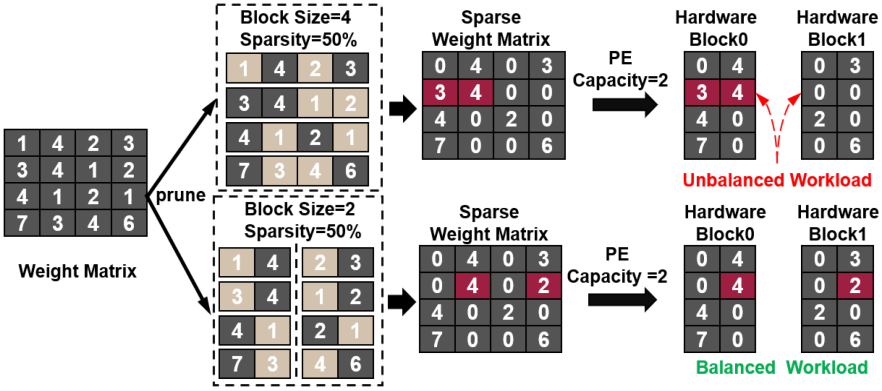 Weight Matrix
1 4 2 3
3 4 1 2
4 1 2 1
7 3 4 6
prune
Block Size=4
Sparsity=50%
1 4 2 3
3 4 1 2
4 1 2 1
7 3 4 6
Sparse
Weight Matrix
0 4 0 3
3 4 0 0
4 0 2 0
7 0 0 6
PE
Capacity=2
Hardware
Block0
0 4
3 4
4 0
7 0
Hardware
Block1
0 3
0 0
2 0
0 6
Unbalanced Workload
Block Size=2
Sparsity=50%
1 4 2 3
3 4 1 2
4 1 2 1
7 3 4 6
Sparse
Weight Matrix
0 4 0 3
0 4 0 2
4 0 2 0
7 0 0 6
PE
Capacity =2
Hardware
Block0
0 4
0 4
4 0
7 0
Hardware
Block1
0 3
0 2
2 0
0 6
Balanced Workload